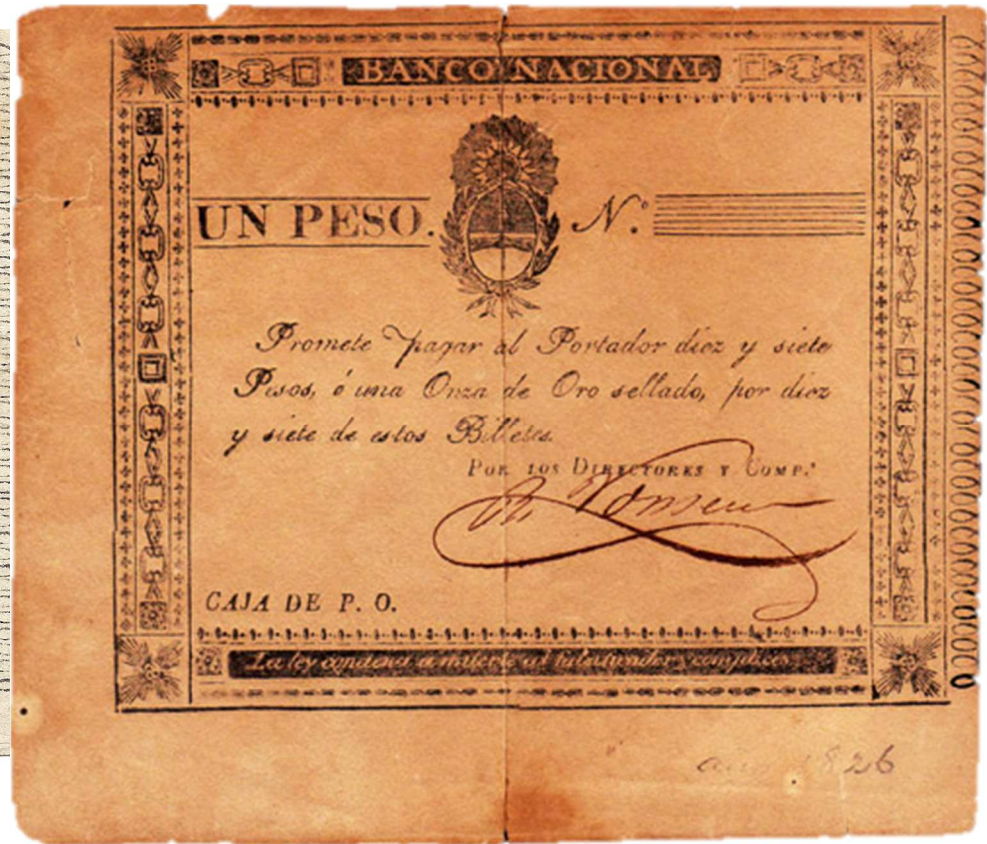 BANCO NACIONAL
UN PESO. N.º
Promete pagar al Portador diez y siete
Pesos, ó una Onza de Oro sellado, por diez
y siete de estos Billetes.
POR LOS DIRECTORES Y COMP.ª
CAJA DE P. O.
La ley condena a muerte al falsificador y complices
1826